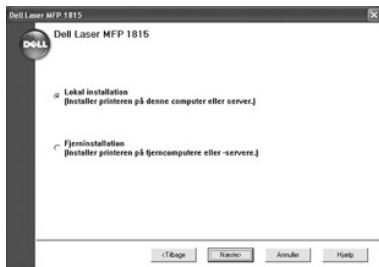 Dell Laser MFP 1815
DELL
Dell Laser MFP 1815
Lokal installation
(Installer printeren på denne computer eller server.)
Fjerninstallation
(Installer printeren på fjerncomputere eller -servere.)
<Tilbage Næste> Annuller Hjælp